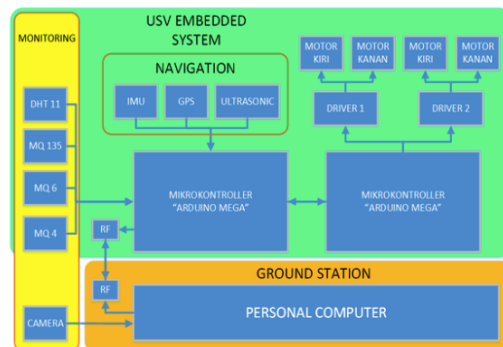 MONITORING
USV EMBEDDED
SYSTEM
NAVIGATION
IMU
GPS
ULTRASONIC
MOTOR
KIRI
MOTOR
KANAN
MOTOR
KIRI
MOTOR
KANAN
DRIVER 1
DRIVER 2
DHT 11
MQ 135
MQ 6
MQ 4
MIKROKONTROLLER
"ARDUINO MEGA"
MIKROKONTROLLER
"ARDUINO MEGA"
RF
GROUND STATION
RF
PERSONAL COMPUTER
CAMERA